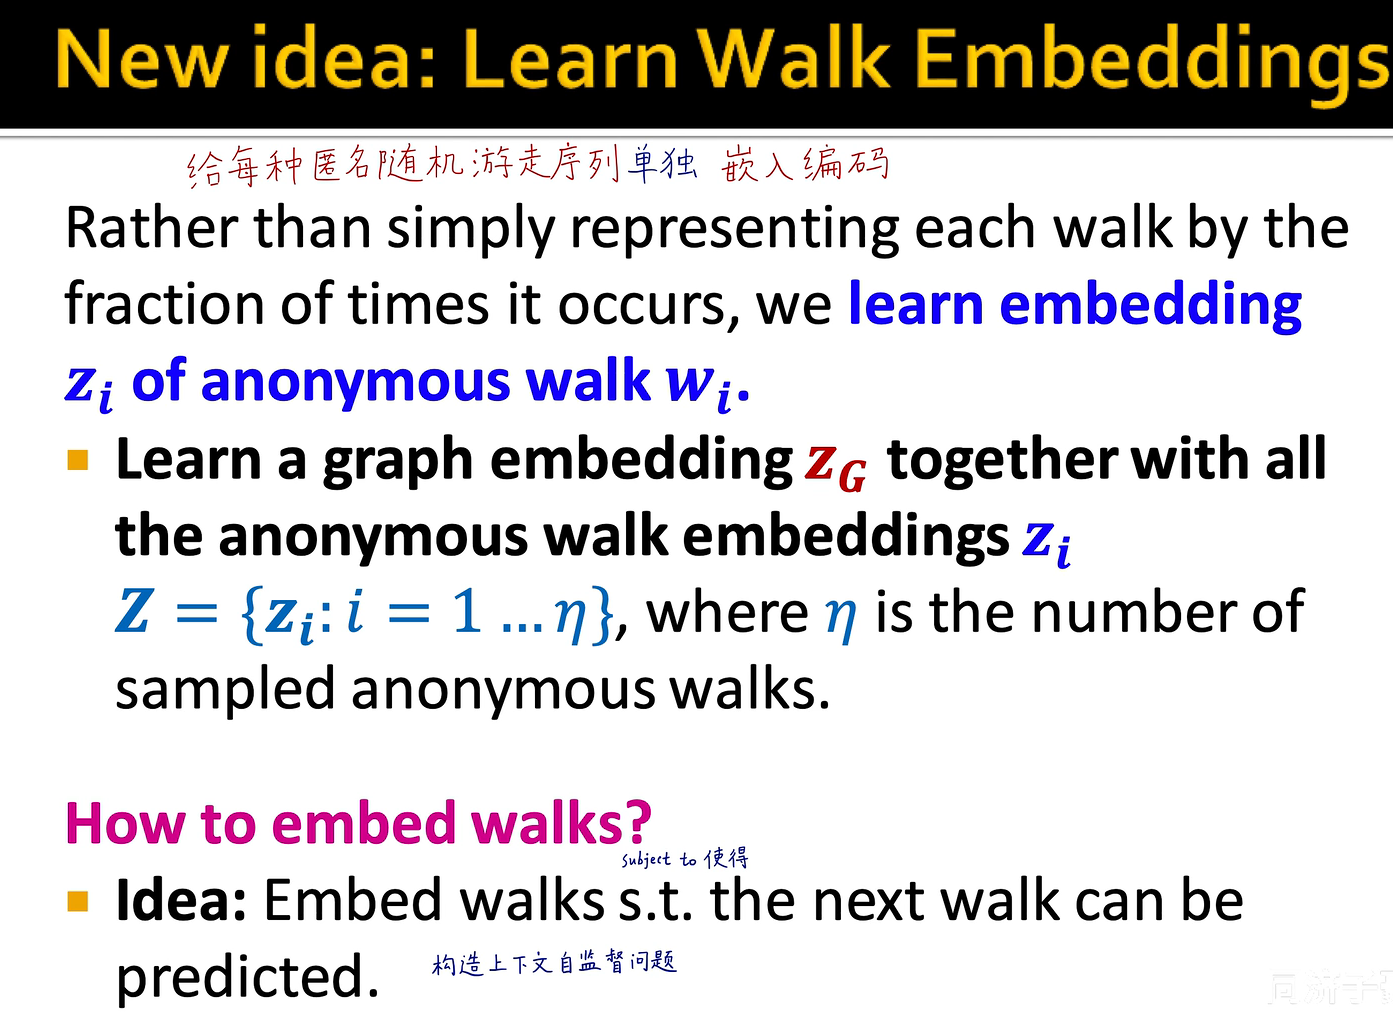 New idea: Learn Walk Embeddings
给每种匿名随机游走序列单独 嵌入编码
Rather than simply representing each walk by the
fraction of times it occurs, we learn embedding
z_i of anonymous walk w_i.
■ Learn a graph embedding z_G together with all
the anonymous walk embeddings z_i
Z = {z_i: i = 1 … η}, where η is the number of
sampled anonymous walks.
How to embed walks?
subject to 使得
■ Idea: Embed walks s.t. the next walk can be
predicted.
构造上下文自监督问题